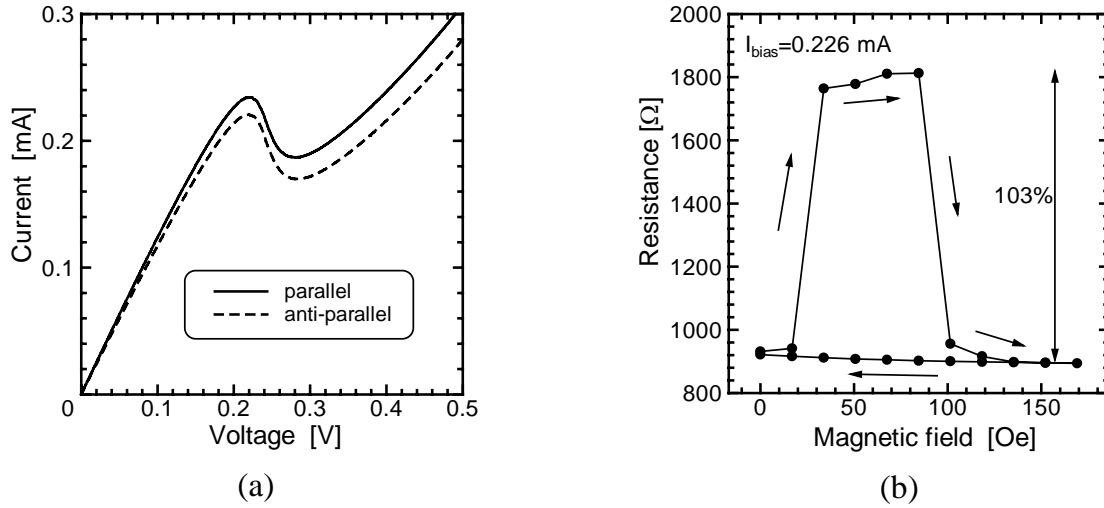 0.3
0.2
0.1
0
0.1
0.2
0.3
0.4
0.5
Current [mA]
Voltage [V]
parallel
anti-parallel
(a)
2000
1800
1600
1400
1200
1000
800
0
50
100
150
Resistance [Ω]
Magnetic field [Oe]
I_bias=0.226 mA
103%
(b)